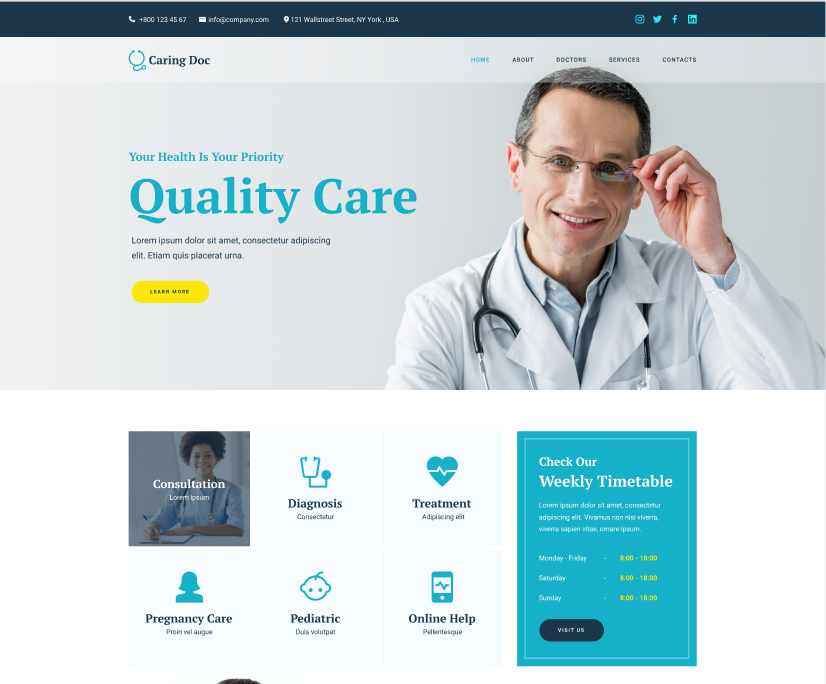 +800 123 45 67
info@company.com
121 Wallstreet Street, NY York , USA
Caring Doc
HOME
ABOUT
DOCTORS
SERVICES
CONTACTS
Your Health Is Your Priority
Quality Care
Lorem ipsum dolor sit amet, consectetur adipiscing
elit. Etiam quis placerat urna.
LEARN MORE
Consultation
Lorem ipsum
Diagnosis
Consectetur
Treatment
Adipiscing elit
Pregnancy Care
Proin vel augue
Pediatric
Duis volutpat
Online Help
Pellentesque
Check Our
Weekly Timetable
Lorem ipsum dolor sit amet, consectetur
adipiscing elit. Vivamus non nisi viverra,
viverra sapien vitae, ornare ipsum.
Monday - Friday - 8:00 - 18:00
Saturday - 8:00 - 18:00
Sunday - 8:00 - 18:00
VISIT US